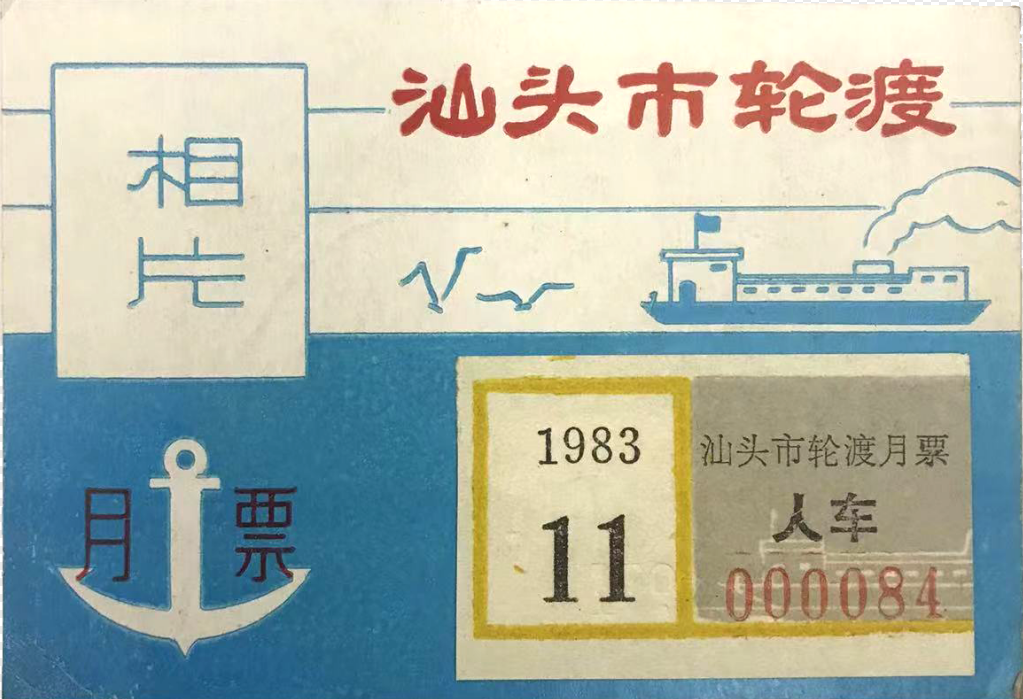 汕头市轮渡
相
片
月票
1983
11
汕头市轮渡月票
人车
000084